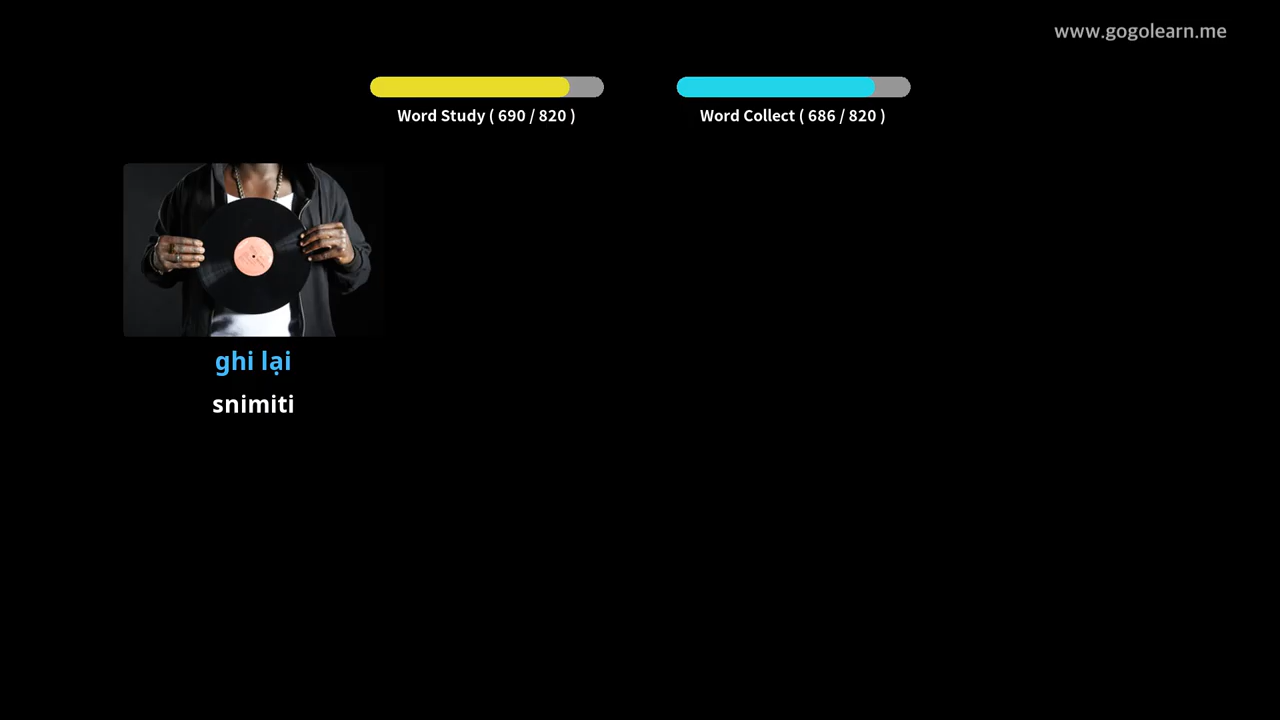 www.gogolearn.me
Word Study ( 690 / 820 )
Word Collect ( 686 / 820 )
ghi lại
snimiti